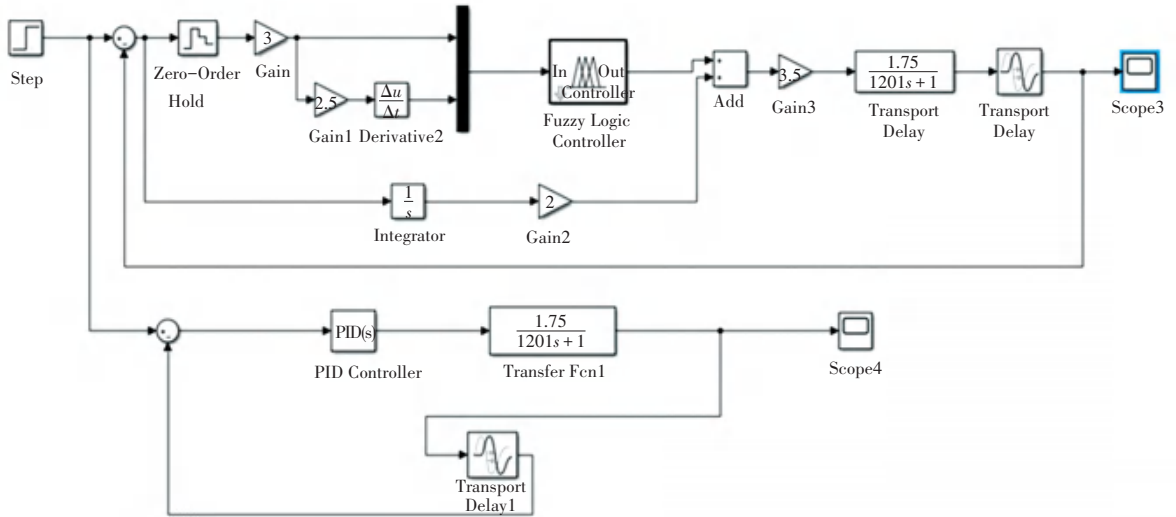 Step
Zero-Order
Hold
3
Gain
2.5
Gain1
Δu
Δt
Derivative2
In Out
Controller
Fuzzy Logic
Controller
Add
3.5
Gain3
1.75
1201s+1
Transport
Delay
Transport
Delay
Scope3
1
s
Integrator
2
Gain2
PID(s)
PID Controller
1.75
1201s+1
Transfer Fcn1
Scope4
Transport
Delay1